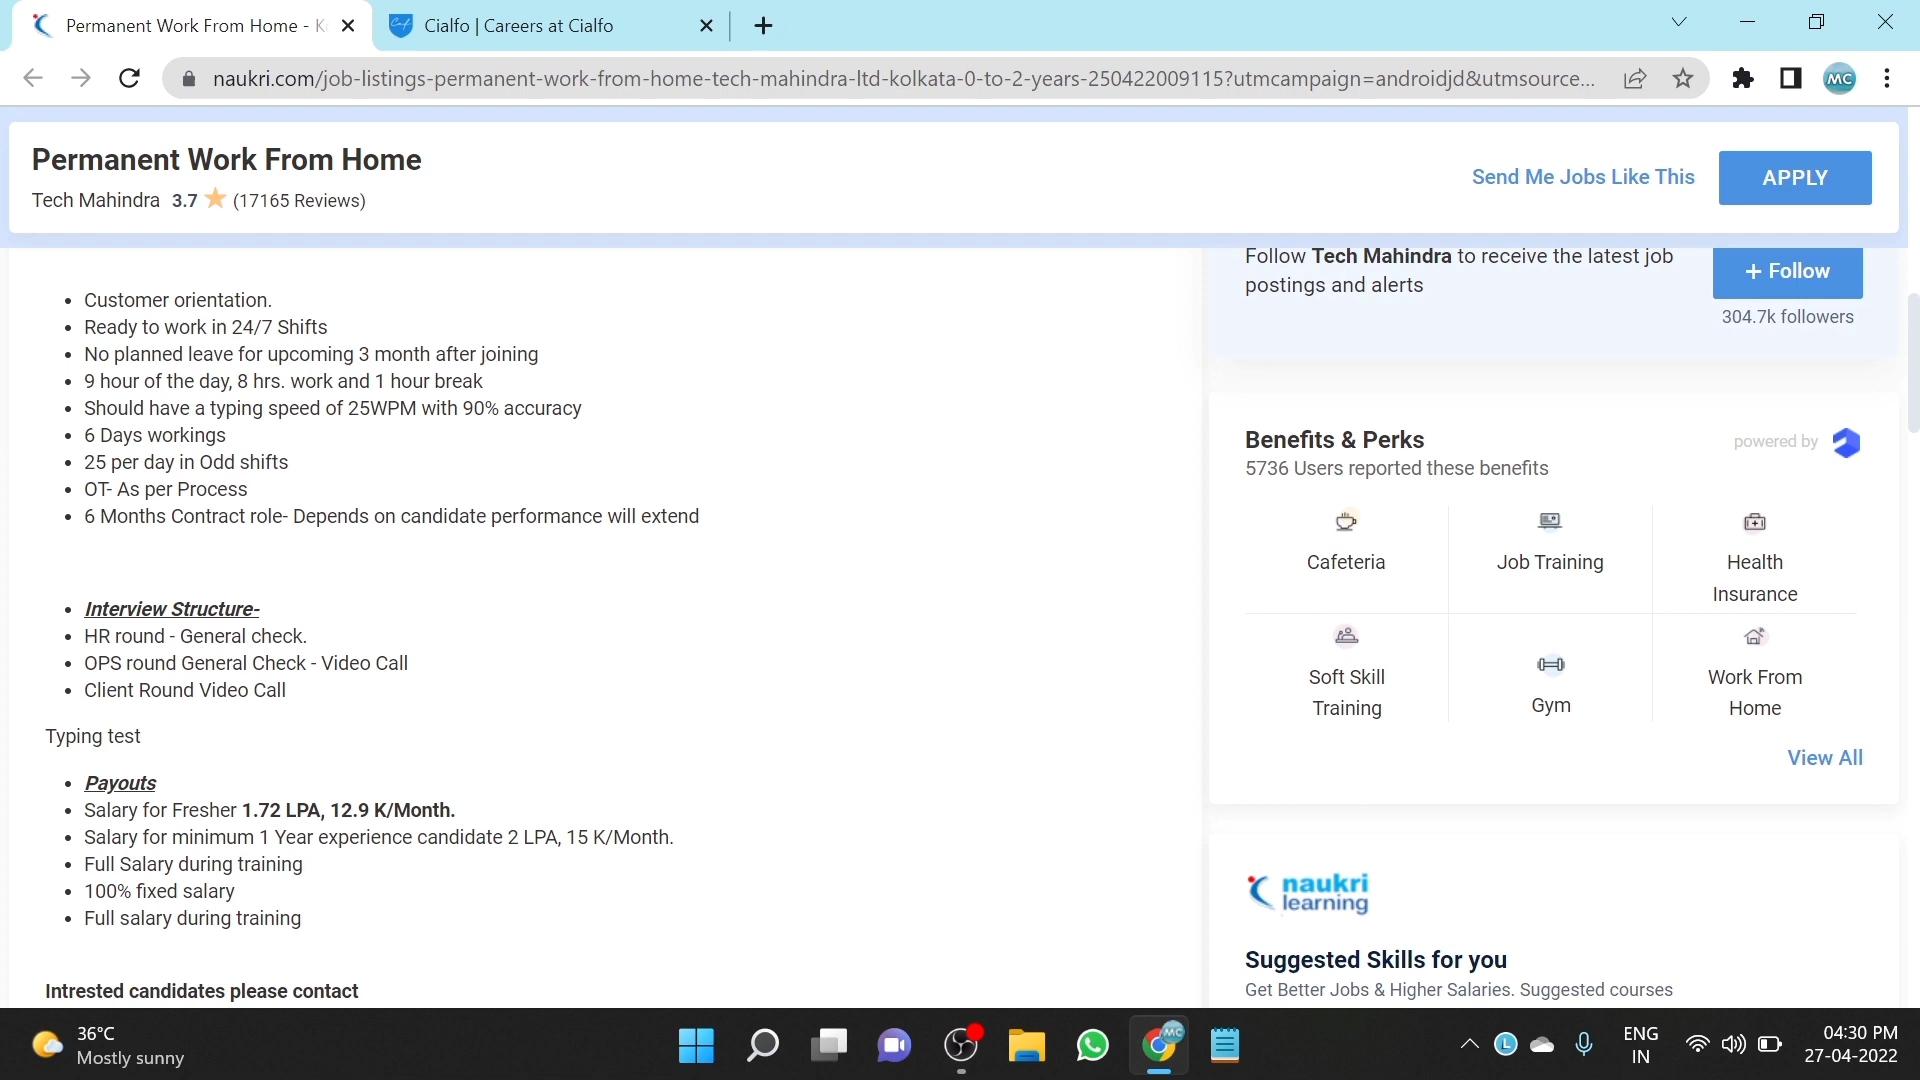 Permanent Work From Home - K
Cialfo | Careers at Cialfo
naukri.com/job-listings-permanent-work-from-home-tech-mahindra-ltd-kolkata-0-to-2-years-250422009115?utmcampaign=androidjd&utmsource...
MC
Permanent Work From Home
Tech Mahindra 3.7 (17165 Reviews)
Send Me Jobs Like This
APPLY
Follow Tech Mahindra to receive the latest job
postings and alerts
+ Follow
304.7k followers
• Customer orientation.
• Ready to work in 24/7 Shifts
• No planned leave for upcoming 3 month after joining
• 9 hour of the day, 8 hrs. work and 1 hour break
• Should have a typing speed of 25WPM with 90% accuracy
• 6 Days workings
• 25 per day in Odd shifts
• OT- As per Process
• 6 Months Contract role- Depends on candidate performance will extend
• Interview Structure-
• HR round - General check.
• OPS round General Check - Video Call
• Client Round Video Call
Typing test
• Payouts
• Salary for Fresher 1.72 LPA, 12.9 K/Month.
• Salary for minimum 1 Year experience candidate 2 LPA, 15 K/Month.
• Full Salary during training
• 100% fixed salary
• Full salary during training
Intrested candidates please contact
Benefits & Perks
powered by
5736 Users reported these benefits
Cafeteria
Job Training
Health
Insurance
Soft Skill
Training
Gym
Work From
Home
View All
naukri
learning
Suggested Skills for you
Get Better Jobs & Higher Salaries. Suggested courses
36°C
Mostly sunny
MC
L
ENG
IN
04:30 PM
27-04-2022